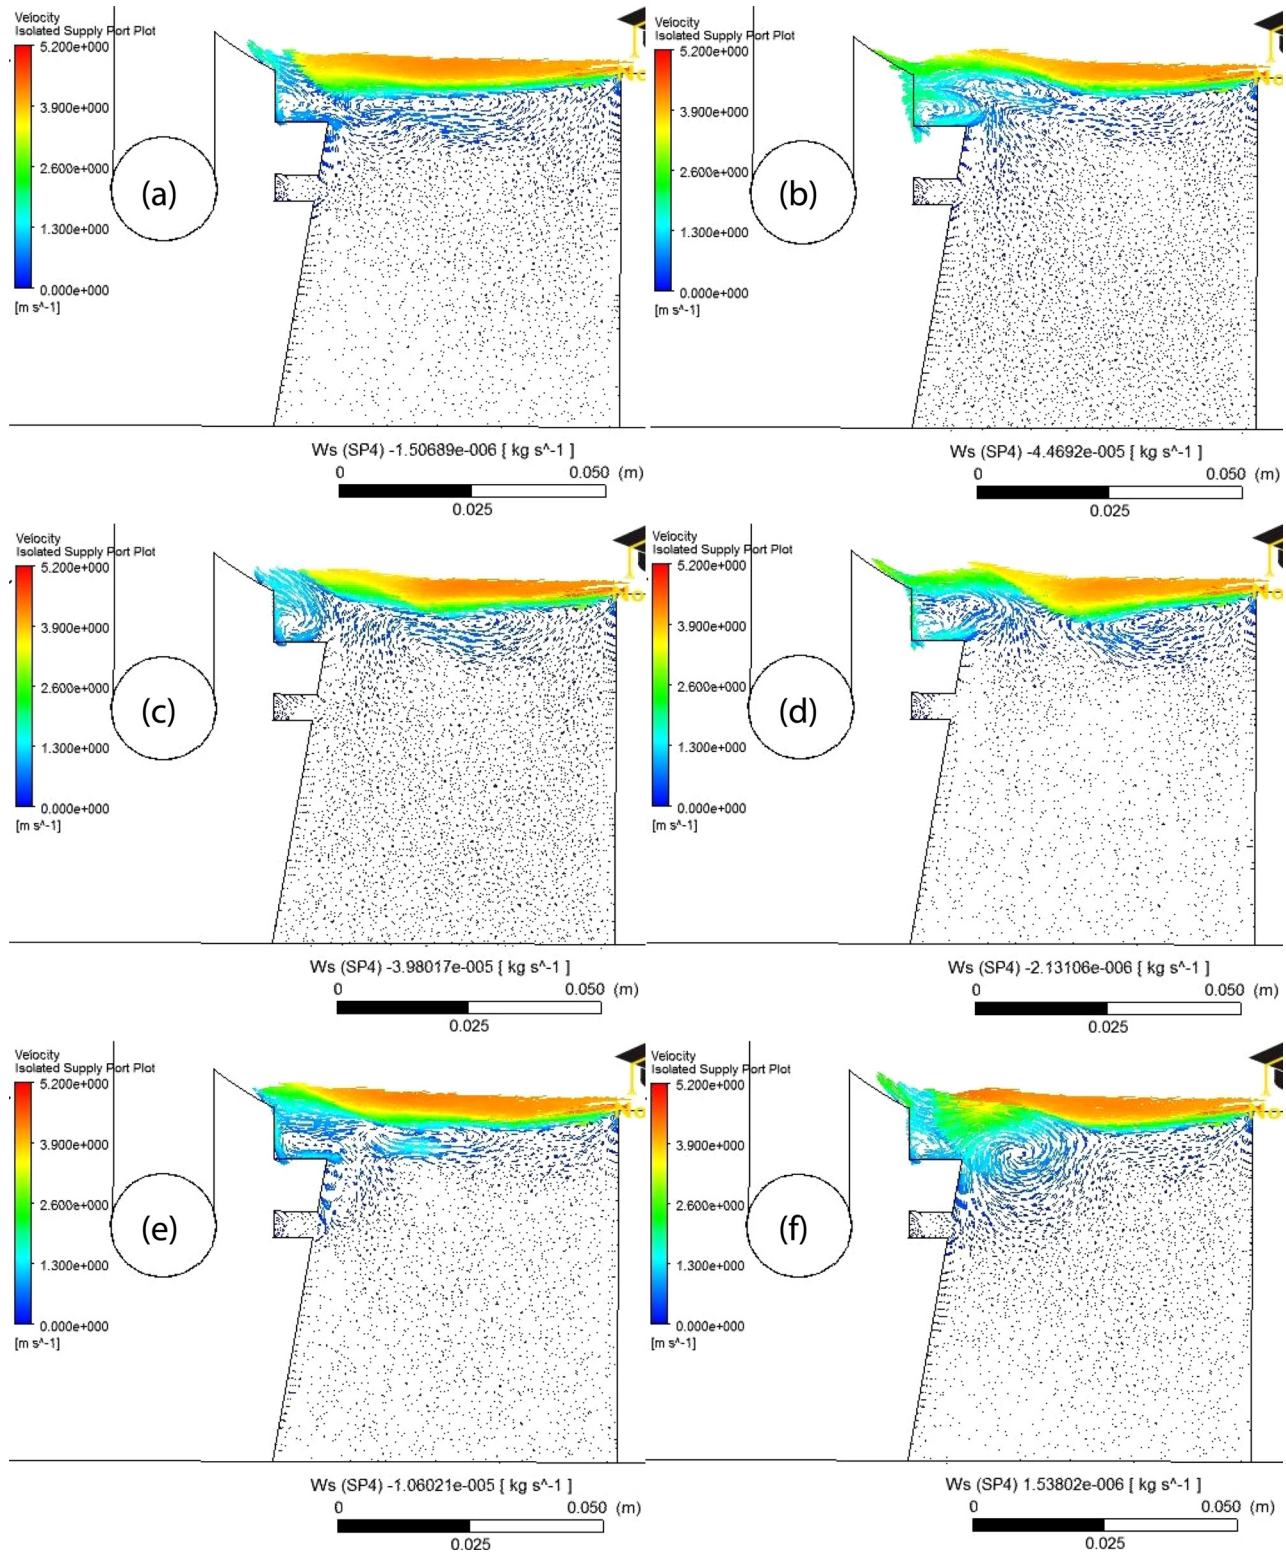 Velocity
Isolated Supply Port Plot
5.200e+000
3.900e+000
2.600e+000
1.300e+000
0.000e+000
[m s^-1]
(a)
No
Ws (SP4) -1.50689e-006 [ kg s^-1 ]
0 0.050 (m)
0.025
Velocity
Isolated Supply Port Plot
5.200e+000
3.900e+000
2.600e+000
1.300e+000
0.000e+000
[m s^-1]
(b)
No
Ws (SP4) -4.4692e-005 [ kg s^-1 ]
0 0.050 (m)
0.025
Velocity
Isolated Supply Port Plot
5.200e+000
3.900e+000
2.600e+000
1.300e+000
0.000e+000
[m s^-1]
(c)
No
Ws (SP4) -3.98017e-005 [ kg s^-1 ]
0 0.050 (m)
0.025
Velocity
Isolated Supply Port Plot
5.200e+000
3.900e+000
2.600e+000
1.300e+000
0.000e+000
[m s^-1]
(d)
No
Ws (SP4) -2.13106e-006 [ kg s^-1 ]
0 0.050 (m)
0.025
Velocity
Isolated Supply Port Plot
5.200e+000
3.900e+000
2.600e+000
1.300e+000
0.000e+000
[m s^-1]
(e)
No
Ws (SP4) -1.06021e-005 [ kg s^-1 ]
0 0.050 (m)
0.025
Velocity
Isolated Supply Port Plot
5.200e+000
3.900e+000
2.600e+000
1.300e+000
0.000e+000
[m s^-1]
(f)
No
Ws (SP4) 1.53802e-006 [ kg s^-1 ]
0 0.050 (m)
0.025